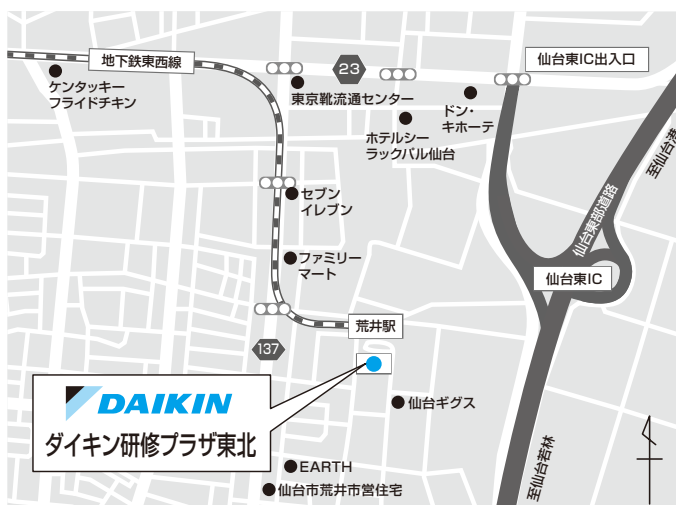 地下鉄東西線
23
仙台東IC出入口
ケンタッキー
フライドチキン
東京靴流通センター
ドン・
キホーテ
ホテルシー
ラックパル仙台
至仙台港
セブン
イレブン
仙台東部道路
ファミリー
マート
仙台東IC
荒井駅
137
DAIKIN
ダイキン研修プラザ東北
仙台ギグス
EARTH
仙台市荒井市営住宅
至仙台若林